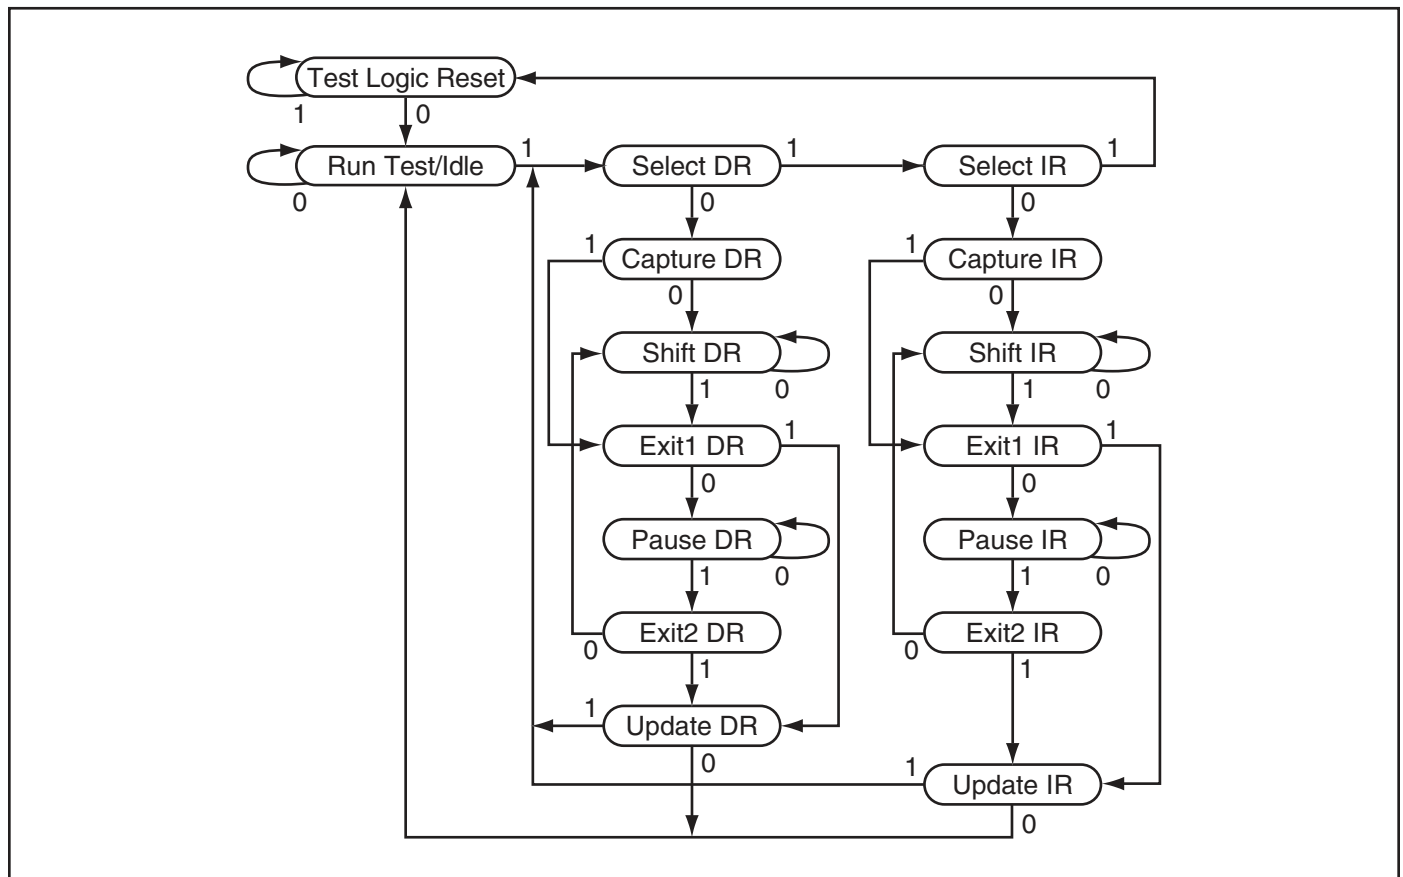 Test Logic Reset
1 0
Run Test/Idle 1 Select DR 1 Select IR 1
0 0 0
1 Capture DR 1 Capture IR
0 0
Shift DR Shift IR
1 0 1 0
Exit1 DR 1 Exit1 IR 1
0 0
Pause DR Pause IR
1 0 1 0
Exit2 DR Exit2 IR
0 1 0 1
1 Update DR
0 1 Update IR
0